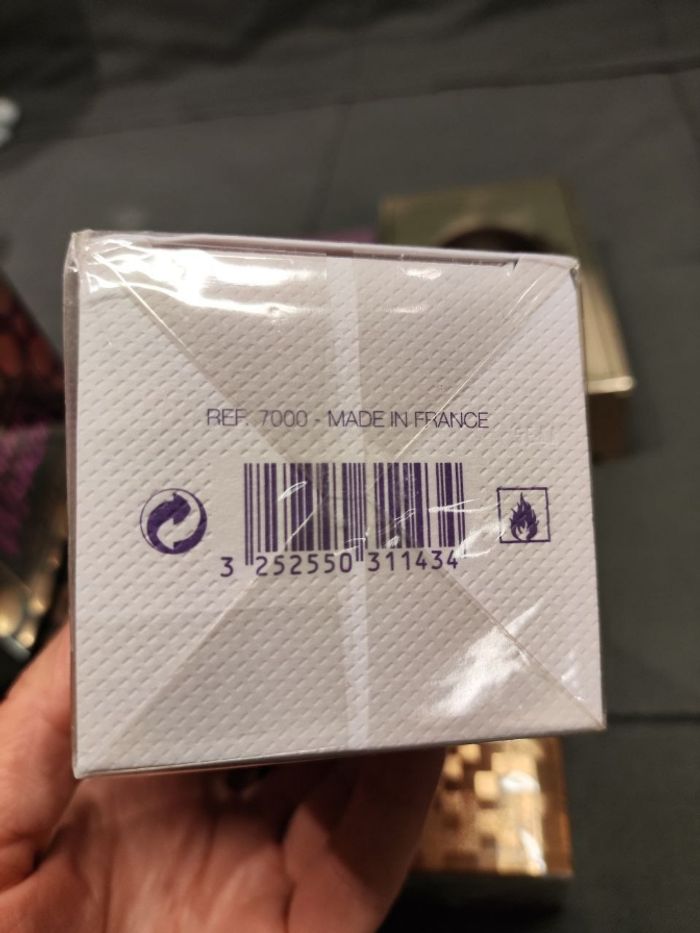 REF. 7000 - MADE IN FRANCE
3 252550 311434